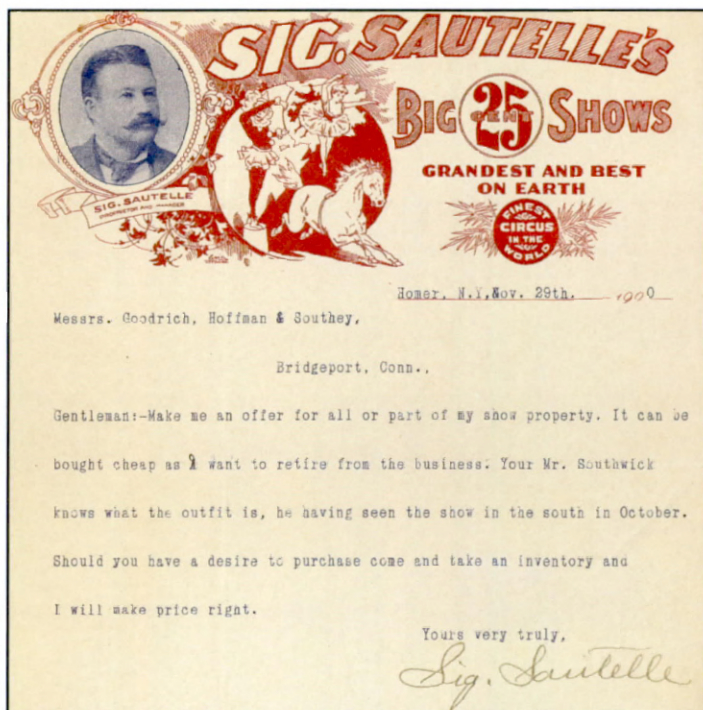 SIG. SAUTELLE'S
BIG 25 CENT SHOWS
GRANDEST AND BEST
ON EARTH
FINEST
CIRCUS
IN THE
WORLD
SIG. SAUTELLE
PROPRIETOR AND MANAGER
Homer, N.Y,Nov. 29th. 1900
Messrs. Goodrich, Hoffman & Southey,
Bridgeport, Conn.,
Gentleman:-Make me an offer for all or part of my show property. It can be
bought cheap as I want to retire from the business. Your Mr. Southwick
knows what the outfit is, he having seen the show in the south in October.
Should you have a desire to purchase come and take an inventory and
I will make price right.
Yours very truly,
Sig. Sautelle